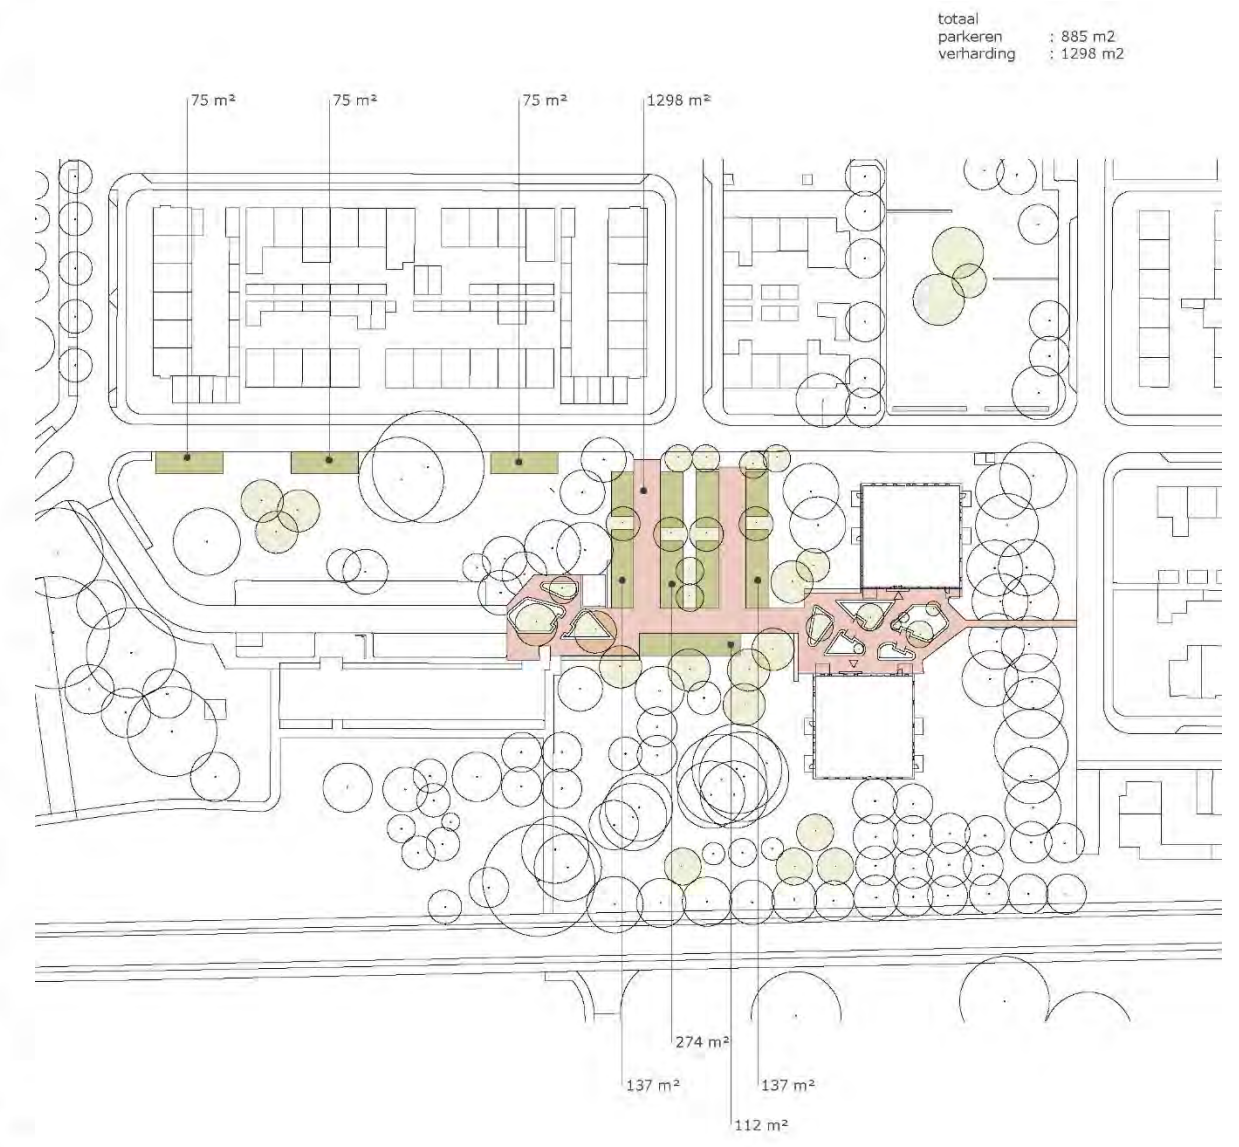 totaal
parkeren : 885 m2
verharding : 1298 m2
75 m²
75 m²
75 m²
1298 m²
274 m²
137 m²
137 m²
112 m²